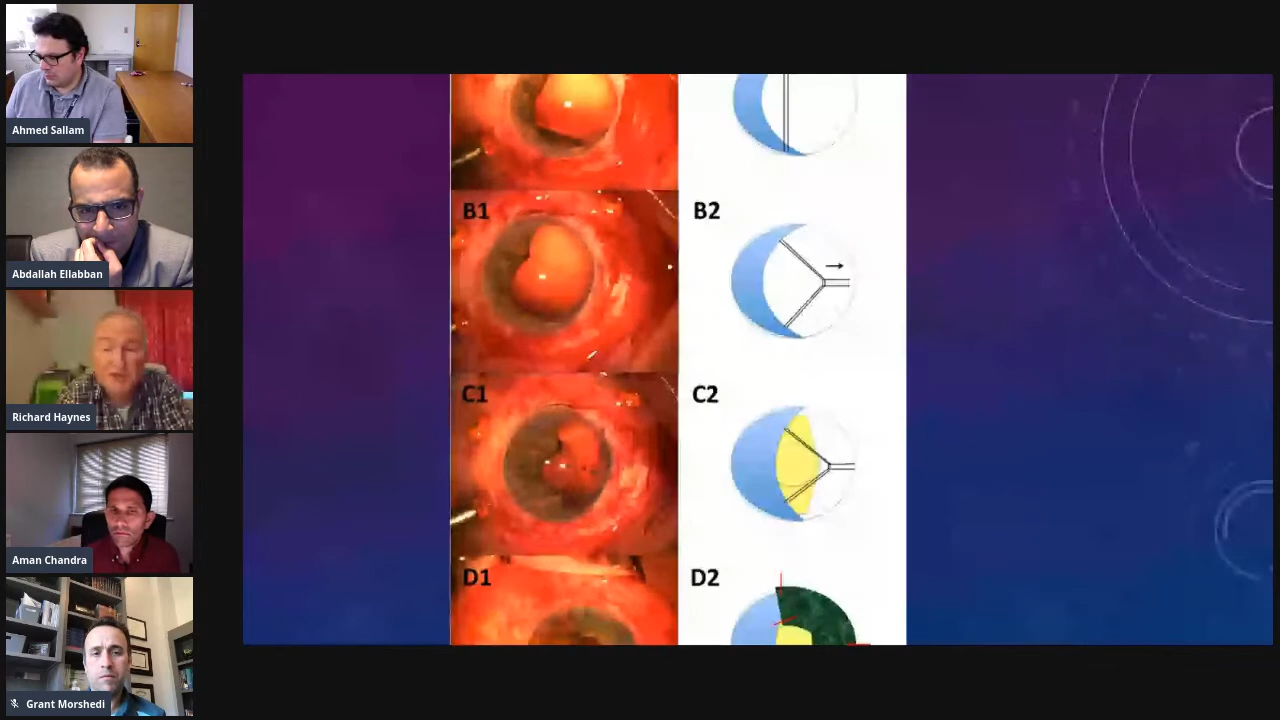 Ahmed Sallam
Abdallah Ellabban
Richard Haynes
Aman Chandra
Grant Morshedi
B1
B2
C1
C2
D1
D2